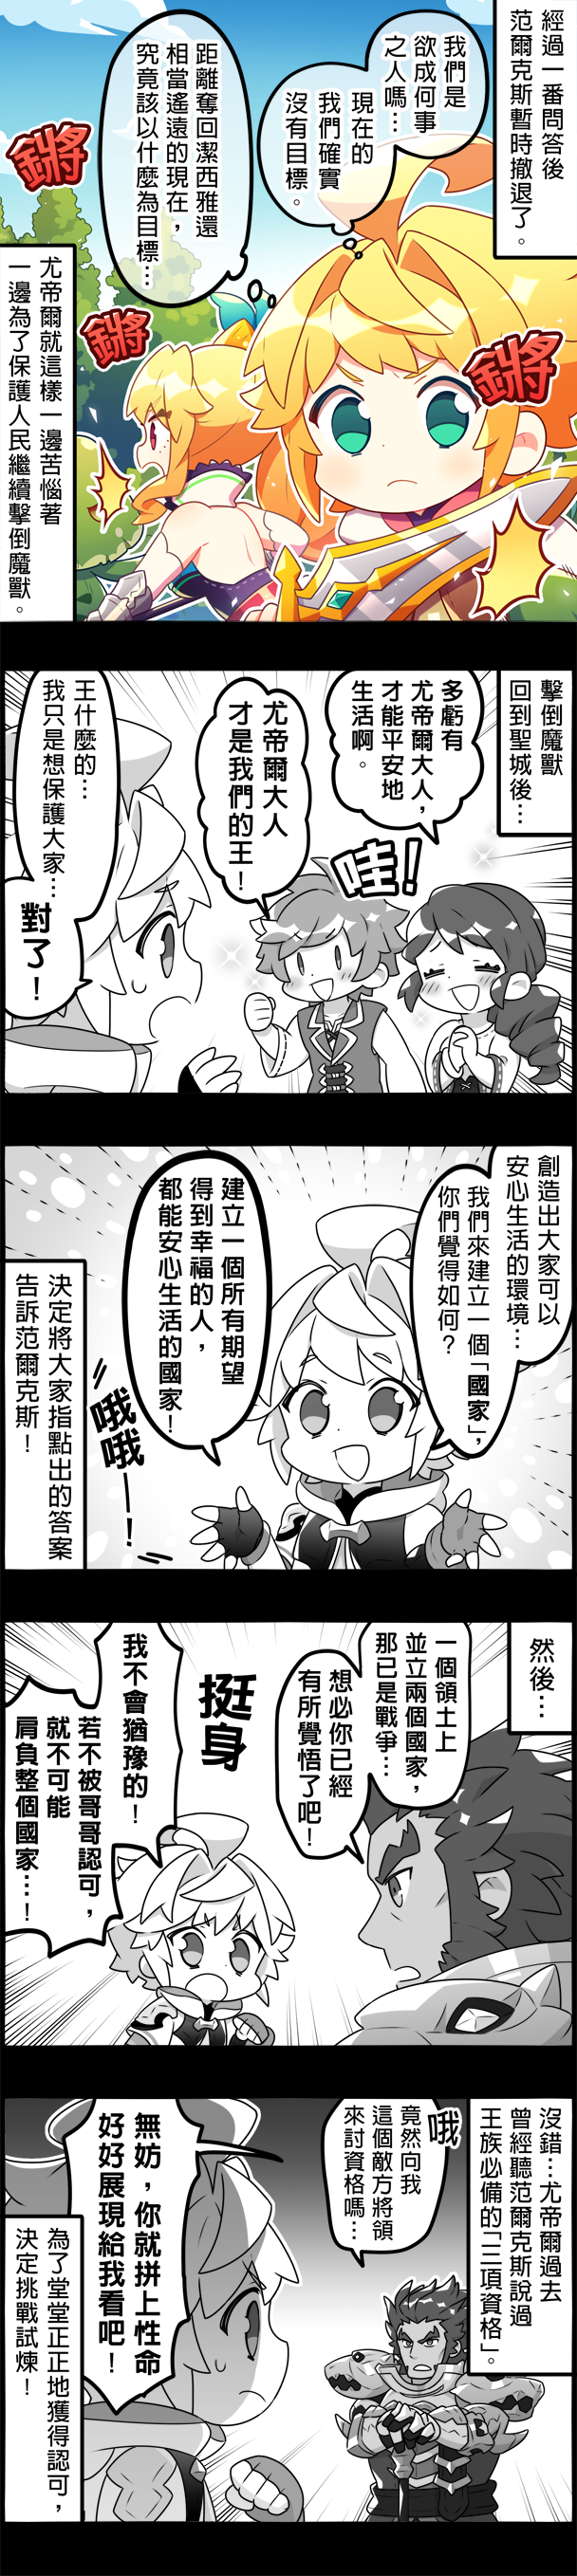 經過一番問答後
范爾克斯暫時撤退了。
我們是
欲成何事
之人嗎…
現在的
我們確實
沒有目標。
距離奪回潔西雅還
相當遙遠的現在，
究竟該以什麼為目標…
鏘
鏘
鏘
尤帝爾就這樣一邊苦惱著
一邊為了保護人民繼續擊倒魔獸。
擊倒魔獸
回到聖城後…
多虧有
尤帝爾大人，
才能平安地
生活啊。
哇！
尤帝爾大人
才是我們的王！
王什麼的…
我只是想保護大家…
對了！
創造出大家可以
安心生活的環境…
我們來建立一個「國家」，
你們覺得如何？
建立一個所有期望
得到幸福的人，
都能安心生活的國家！
哦哦—！
決定將大家指點出的答案
告訴范爾克斯！
然後…
一個領土上
並立兩個國家，
那已是戰爭…
想必你已經
有所覺悟了吧！
挺身
我不會猶豫的！
若不被哥哥認可，
就不可能
肩負整個國家…！
沒錯…尤帝爾過去
曾經聽范爾克斯說過
王族必備的「三項資格」。
哦
竟然向我
這個敵方將領
來討資格嗎…
無妨，你就拼上性命
好好展現給我看吧！
為了堂堂正正地獲得認可，
決定挑戰試煉！